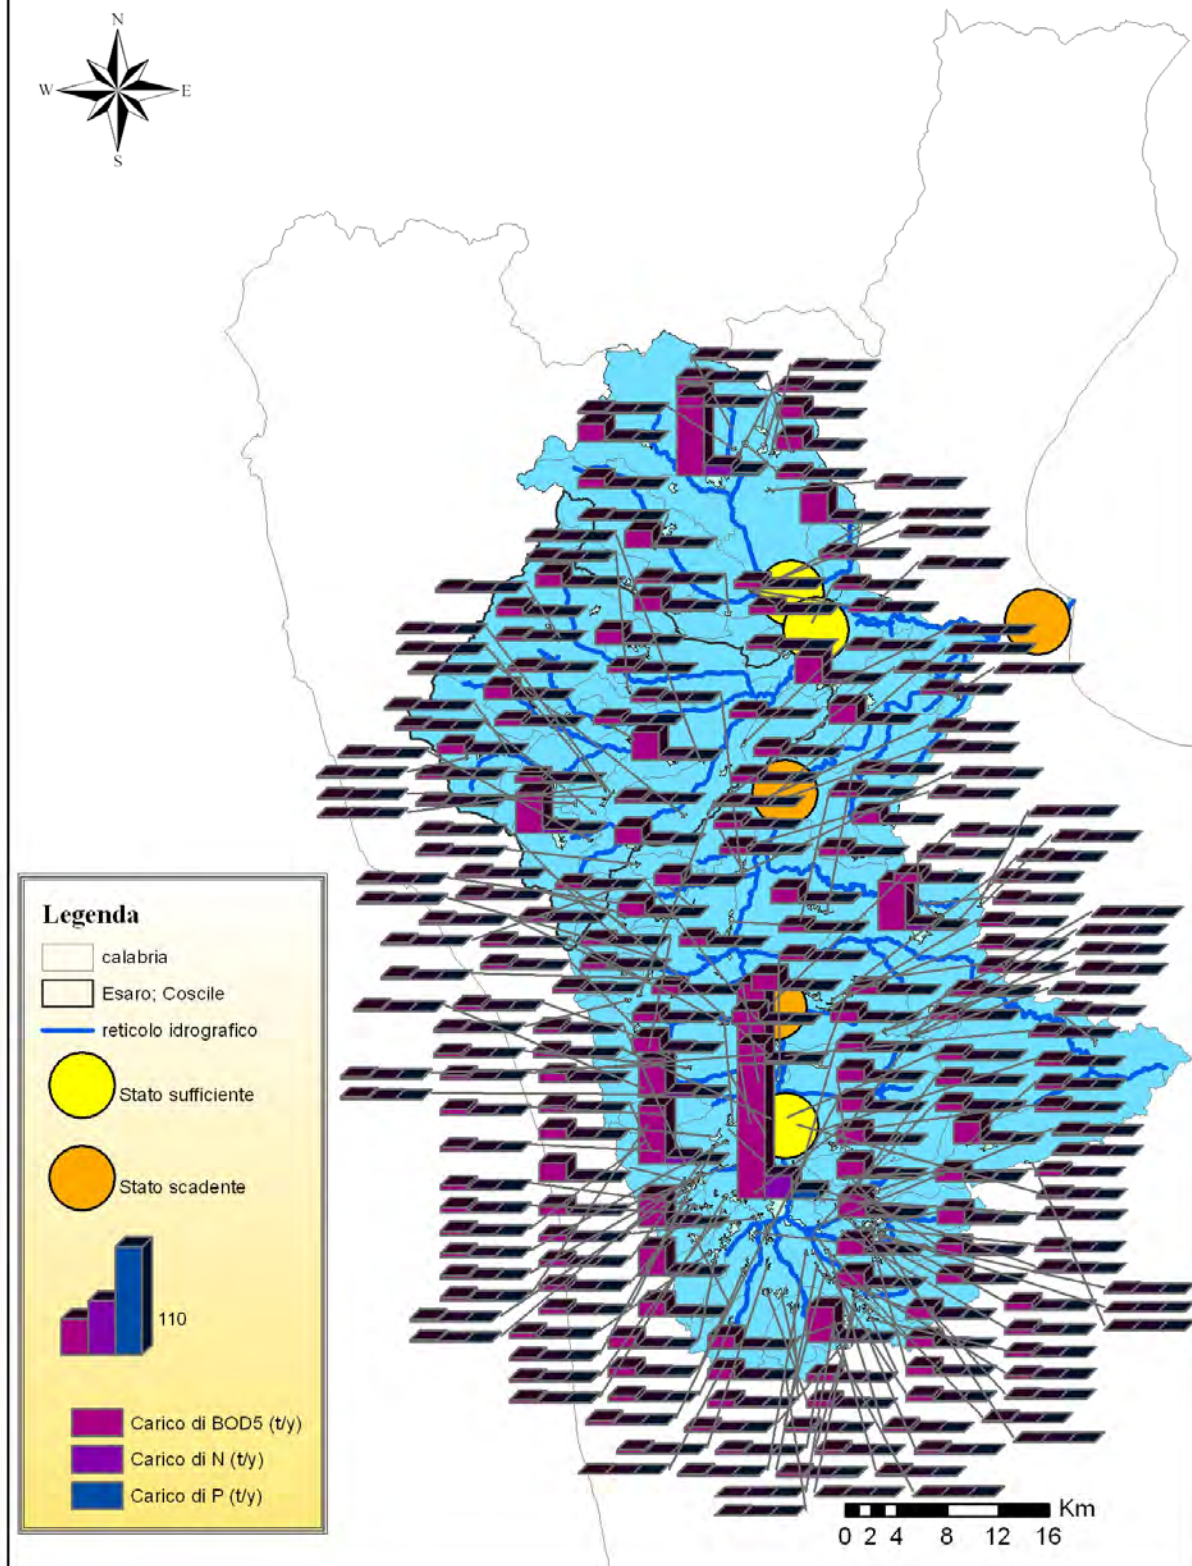 N
W
E
S
Legenda
calabria
Esaro; Coscile
reticolo idrografico
Stato sufficiente
Stato scadente
110
Carico di BOD5 (t/y)
Carico di N (t/y)
Carico di P (t/y)
Km
0 2 4 8 12 16